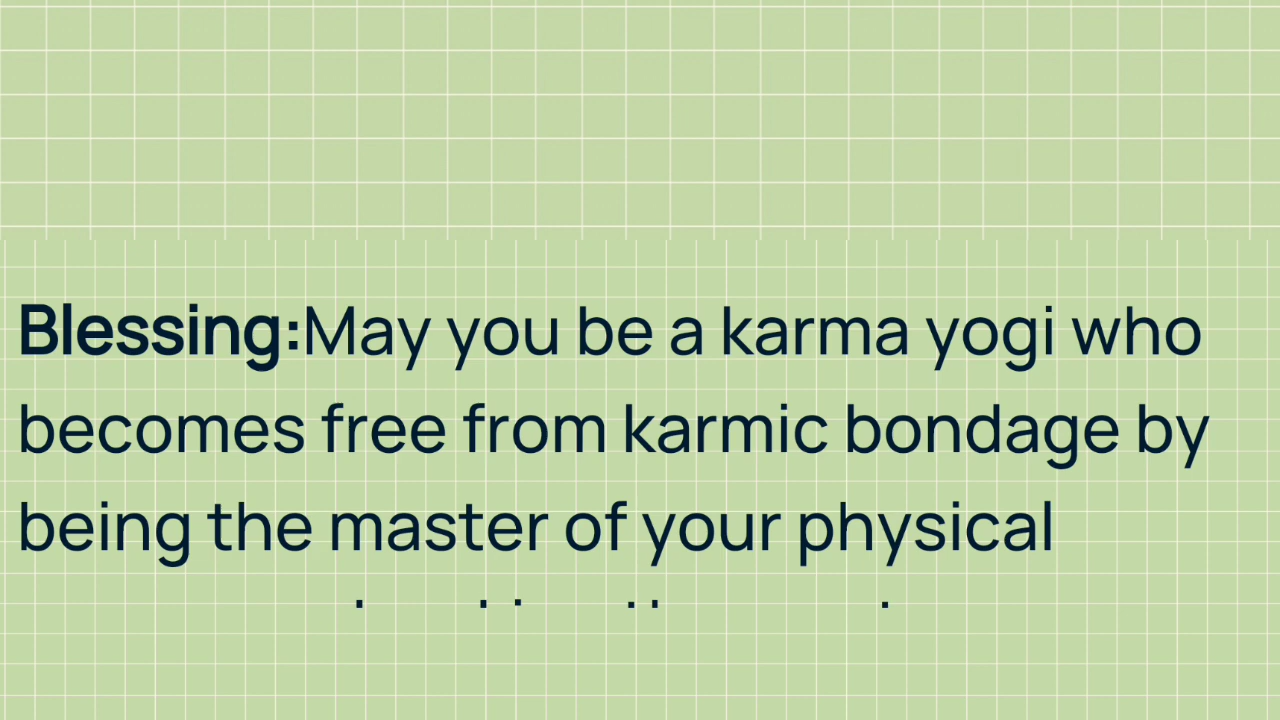 Blessing:May you be a karma yogi who
becomes free from karmic bondage by
being the master of your physical